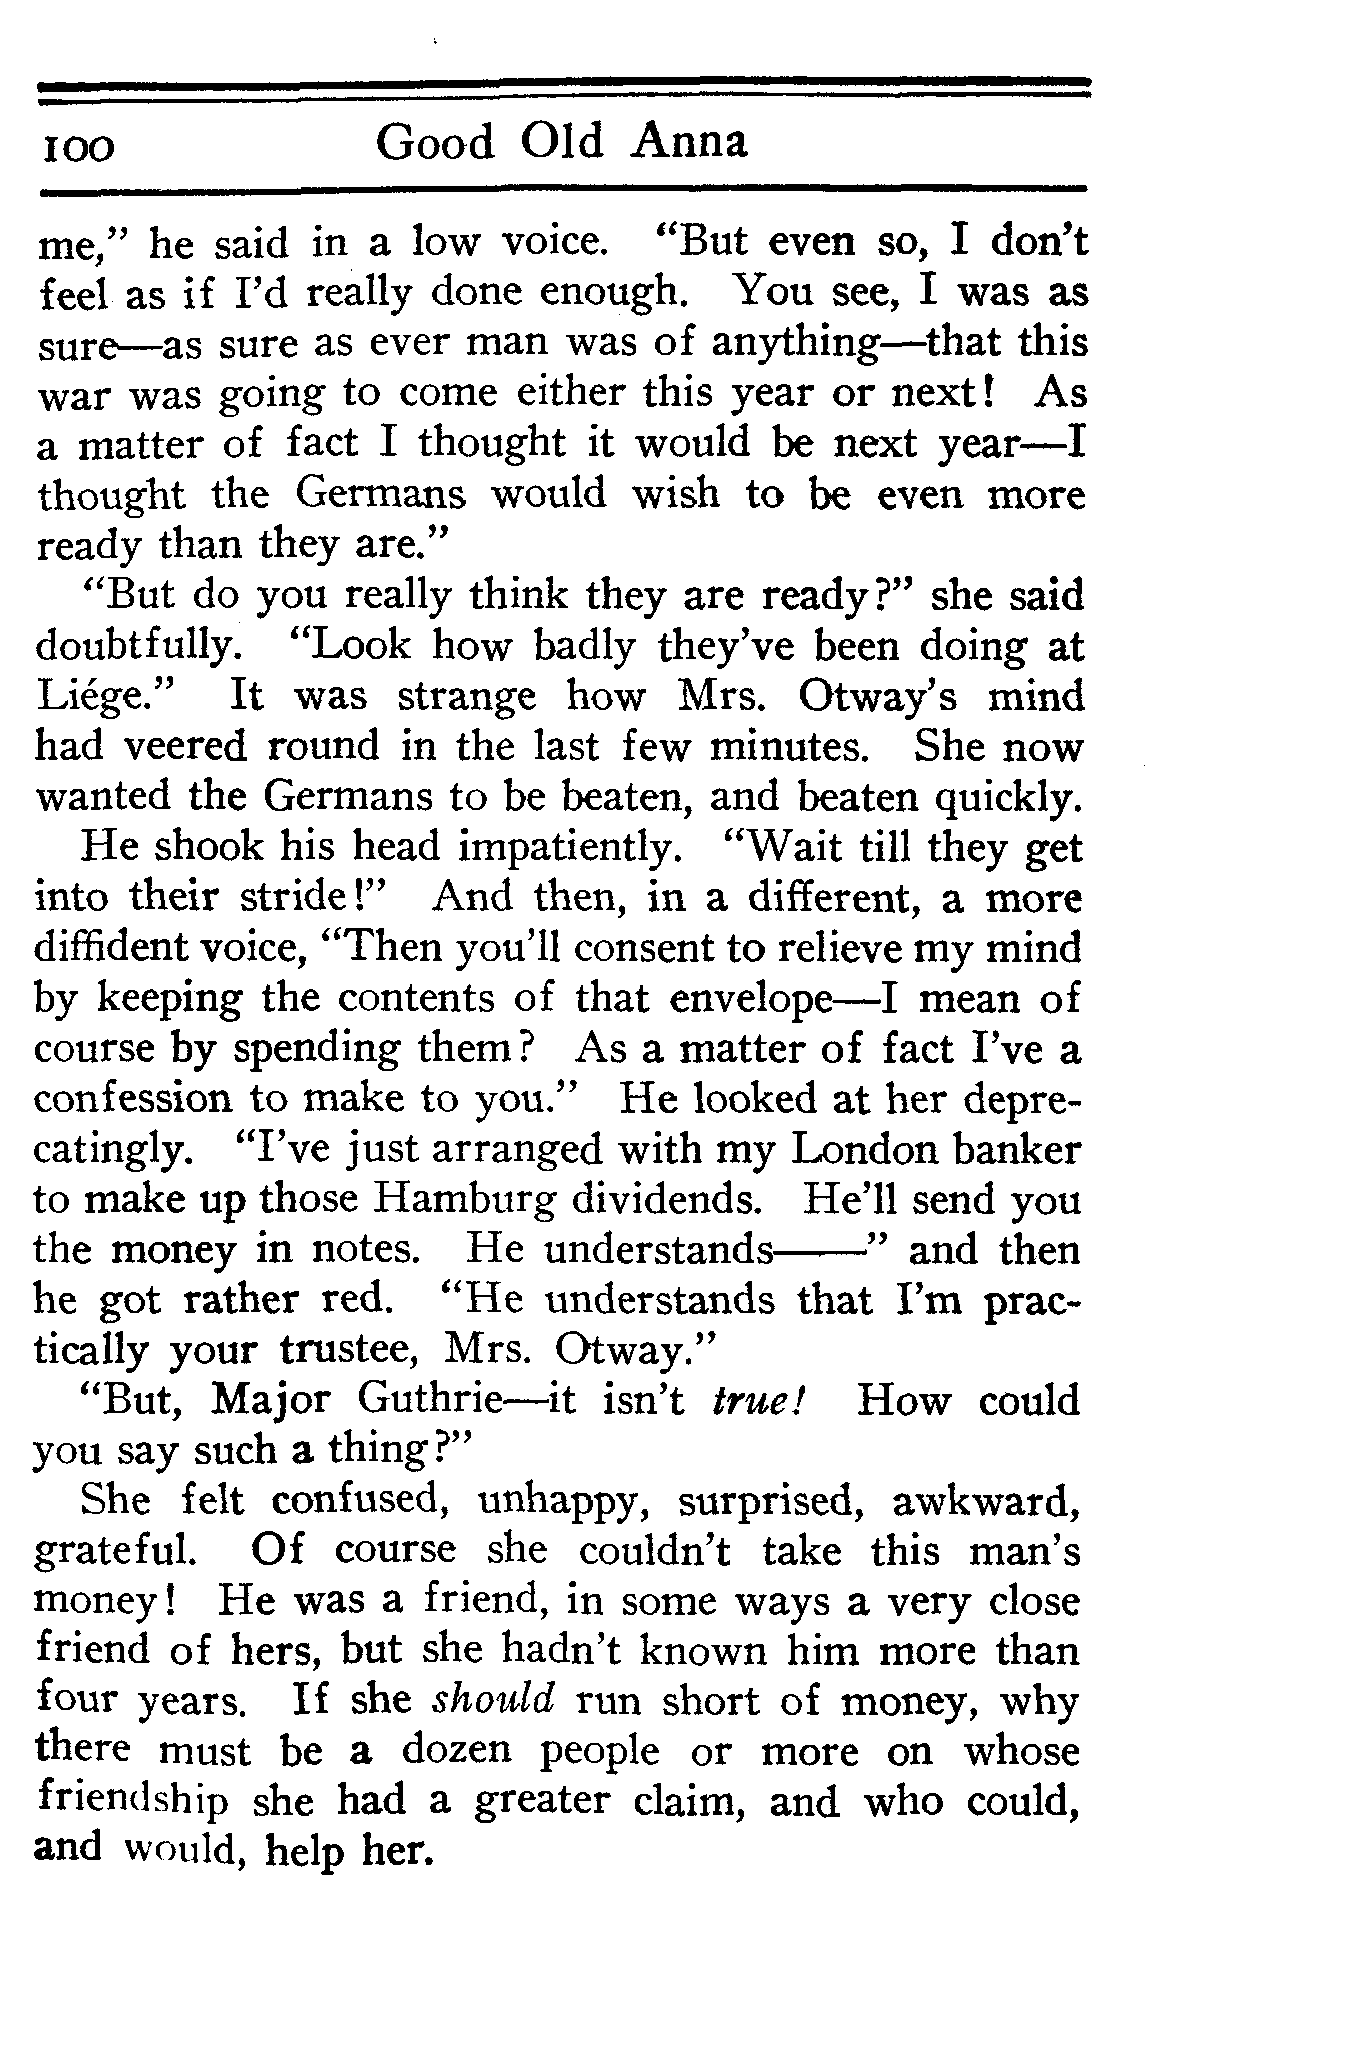 100 Good Old Anna
me,” he said in a low voice. “But even so, I don’t
feel as if I’d really done enough. You see, I was as
sure—as sure as ever man was of anything—that this
war was going to come either this year or next! As
a matter of fact I thought it would be next year—I
thought the Germans would wish to be even more
ready than they are.”
“But do you really think they are ready?” she said
doubtfully. “Look how badly they’ve been doing at
Liége.” It was strange how Mrs. Otway’s mind
had veered round in the last few minutes. She now
wanted the Germans to be beaten, and beaten quickly.
He shook his head impatiently. “Wait till they get
into their stride!” And then, in a different, a more
diffident voice, “Then you’ll consent to relieve my mind
by keeping the contents of that envelope—I mean of
course by spending them? As a matter of fact I’ve a
confession to make to you.” He looked at her depre-
catingly. “I’ve just arranged with my London banker
to make up those Hamburg dividends. He’ll send you
the money in notes. He understands——” and then
he got rather red. “He understands that I’m prac-
tically your trustee, Mrs. Otway.”
“But, Major Guthrie—it isn’t true! How could
you say such a thing?”
She felt confused, unhappy, surprised, awkward,
grateful. Of course she couldn’t take this man’s
money! He was a friend, in some ways a very close
friend of hers, but she hadn’t known him more than
four years. If she should run short of money, why
there must be a dozen people or more on whose
friendship she had a greater claim, and who could,
and would, help her.